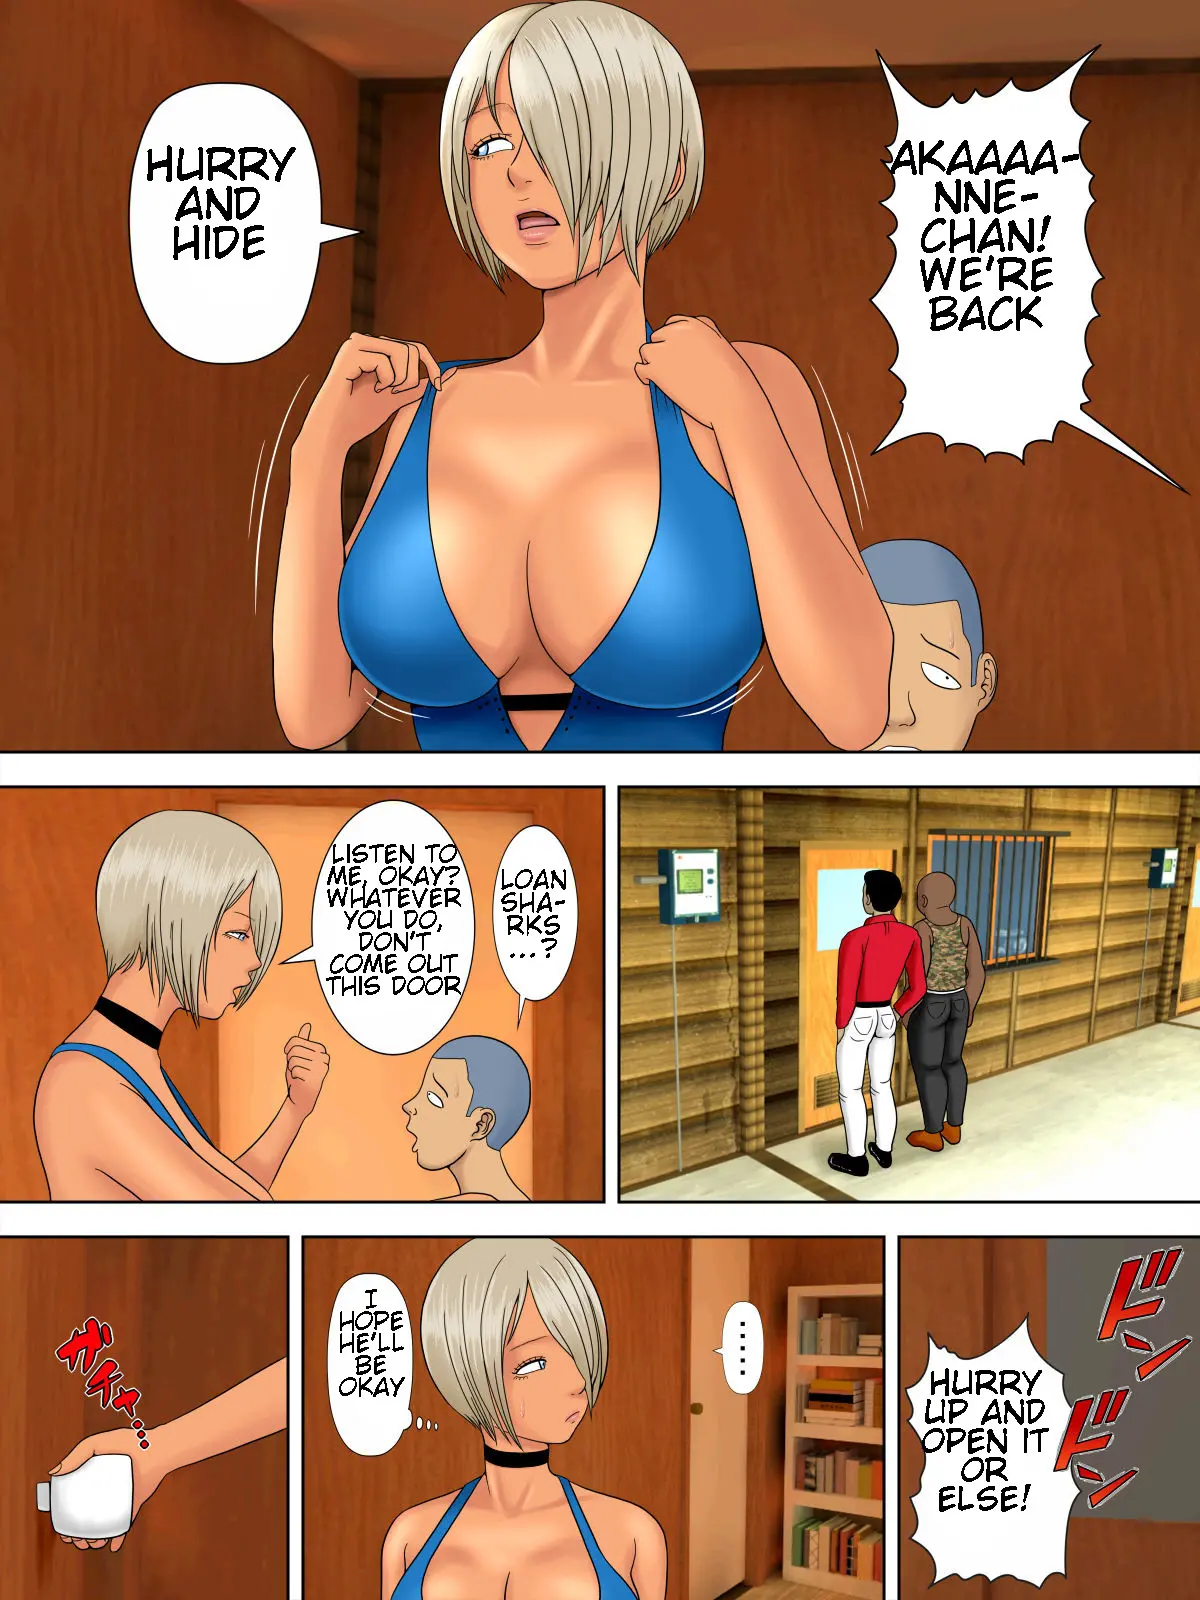 AKAAAA-
NNE-
CHAN!
WE'RE
BACK
HURRY
AND
HIDE
LOAN
SHA-
RKS
...?
LISTEN TO
ME, OKAY?
WHATEVER
YOU DO,
DON'T
COME OUT
THIS DOOR
ドン
ドン
HURRY
UP AND
OPEN IT
OR
ELSE!
.....
I
HOPE
HE'LL
BE
OKAY
ガチャ...